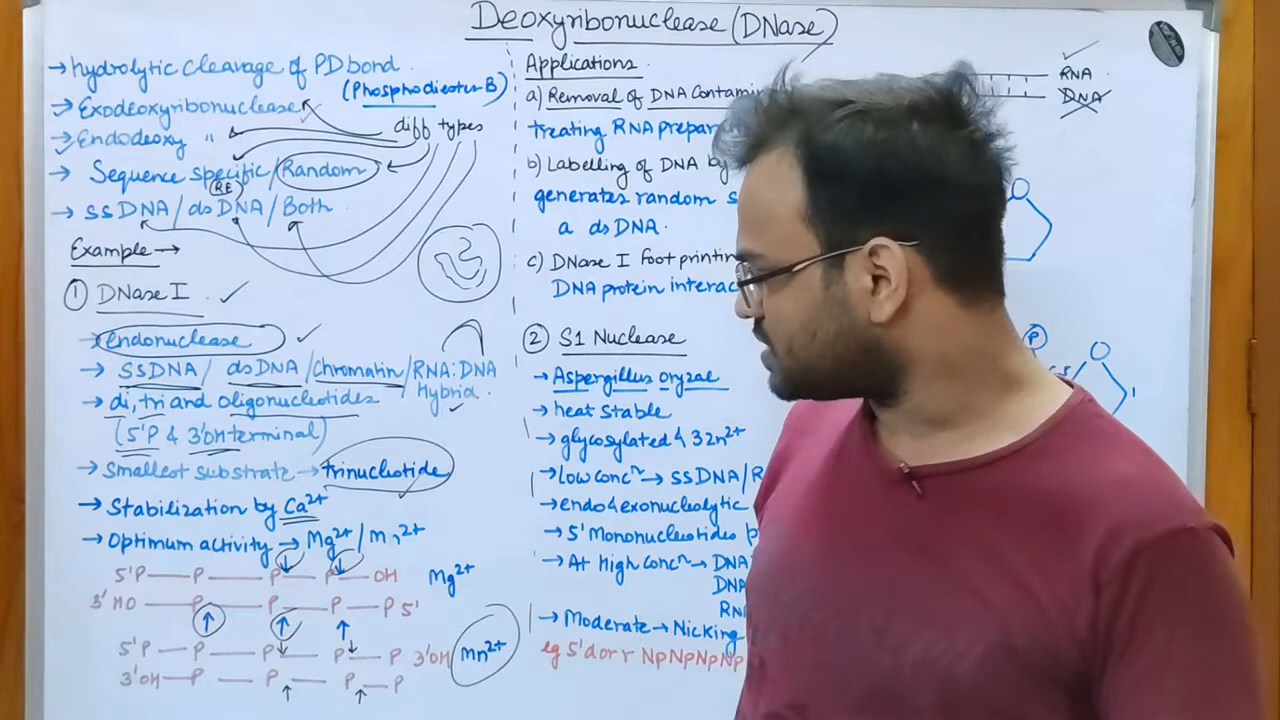 Deoxyribonuclease (DNase)
→ hydrolytic cleavage of PD bond.
(Phosphodiester B)
→ Exodeoxyribonuclease
→ Endodeoxy "
diff types
→ Sequence specific / Random
(RE)
→ ssDNA / dsDNA / Both
Example →
① DNase I
→ endonuclease
→ SSDNA / dsDNA / Chromatin / RNA:DNA
Hybrid
→ di, tri and oligonucleotides
(5'P & 3'OH terminal)
→ Smallest substrate → trinucleotide
→ Stabilization by Ca²⁺
→ Optimum activity → Mg²⁺/Mn²⁺
5'P — P — P — P — OH Mg²⁺
3' HO — P — P — P — P 5'
5'P — P — P — P — P 3'OH Mn²⁺
3'OH — P — P — P — P
Applications
a) Removal of DNA Contamin
treating RNA prepar
b) Labelling of DNA by
generates random s
a dsDNA.
c) DNase I foot printin
DNA protein interac
② S1 Nuclease
→ Aspergillus oryzae
→ heat stable
→ glycosylated & 3Zn²⁺
→ Low concⁿ → SSDNA/R
→ endo & exonucleolytic
→ 5' Mononucleotides
→ At High concⁿ → DNA
DNA
RN
→ Moderate → Nicking
eg 5'd or r NpNpNpNp
RNA
DNA
P